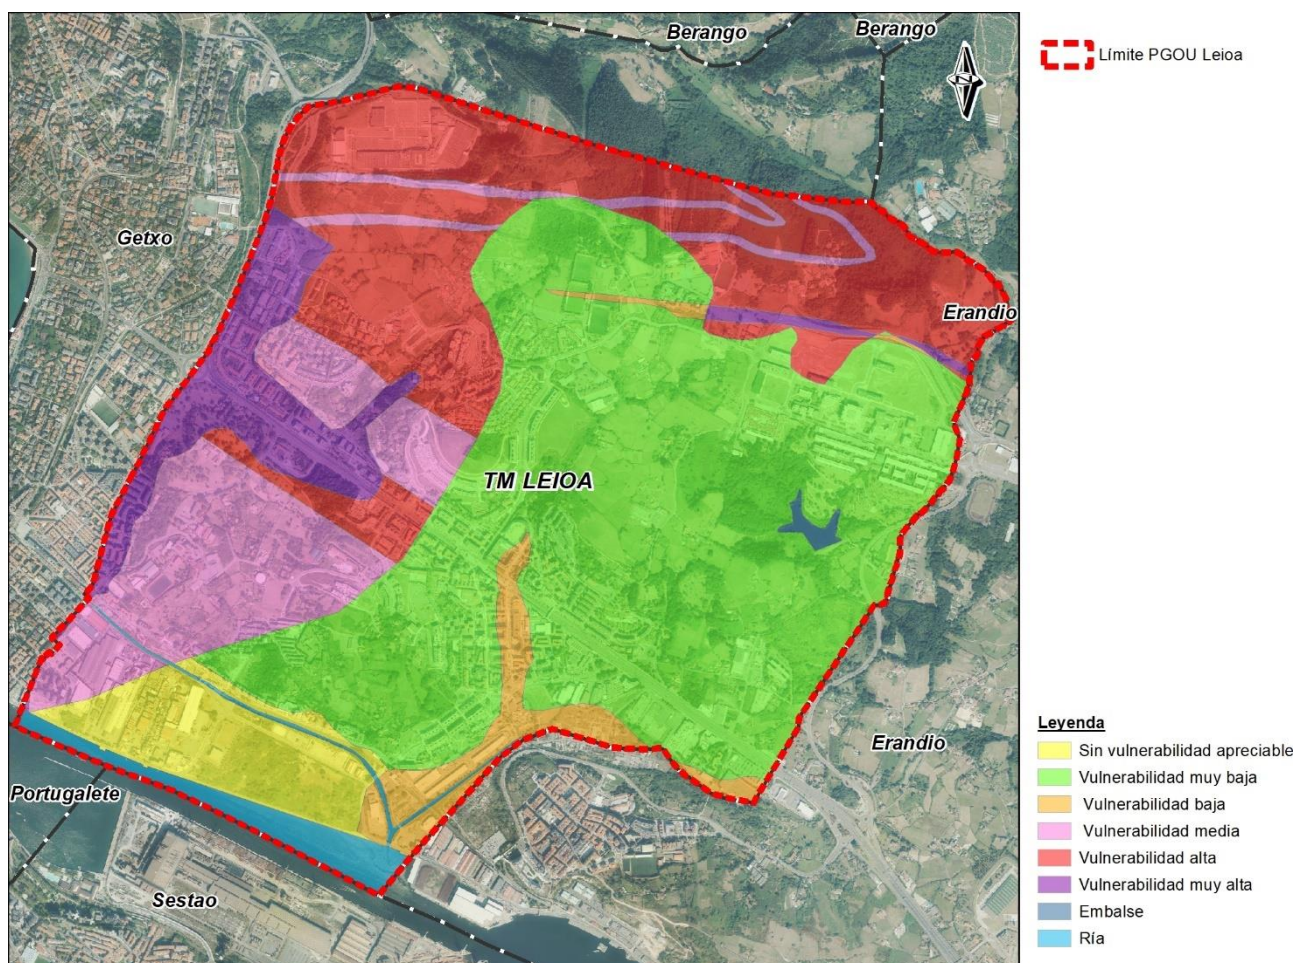 Berango
Berango
Límite PGOU Leioa
N
Getxo
Erandio
TM LEIOA
Erandio
Portugalete
Sestao
Leyenda
Sin vulnerabilidad apreciable
Vulnerabilidad muy baja
Vulnerabilidad baja
Vulnerabilidad media
Vulnerabilidad alta
Vulnerabilidad muy alta
Embalse
Ría